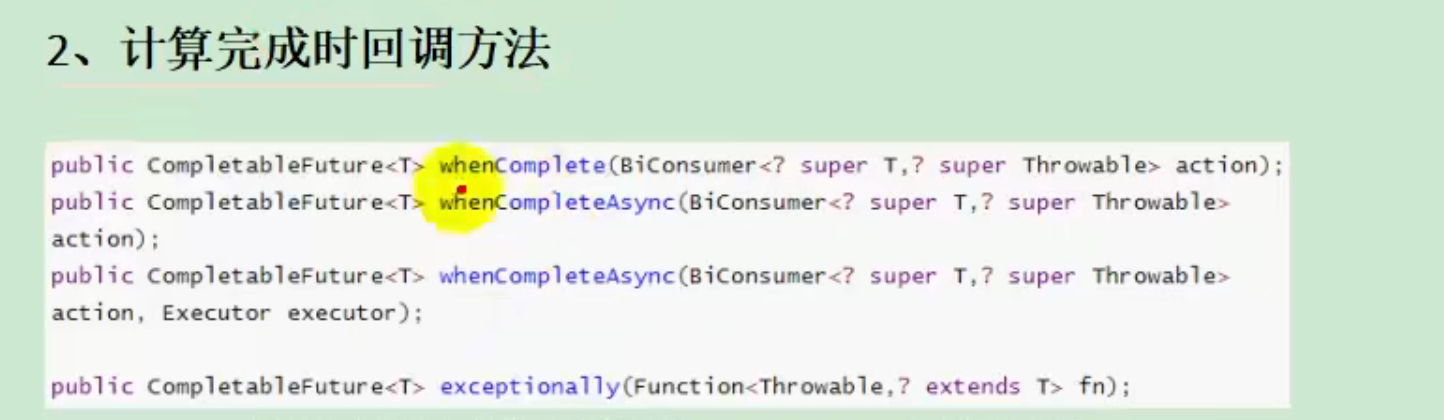 2、计算完成时回调方法
public CompletableFuture<T> whenComplete(BiConsumer<? super T,? super Throwable> action);
public CompletableFuture<T> whenCompleteAsync(BiConsumer<? super T,? super Throwable>
action);
public CompletableFuture<T> whenCompleteAsync(BiConsumer<? super T,? super Throwable>
action, Executor executor);
public CompletableFuture<T> exceptionally(Function<Throwable,? extends T> fn);